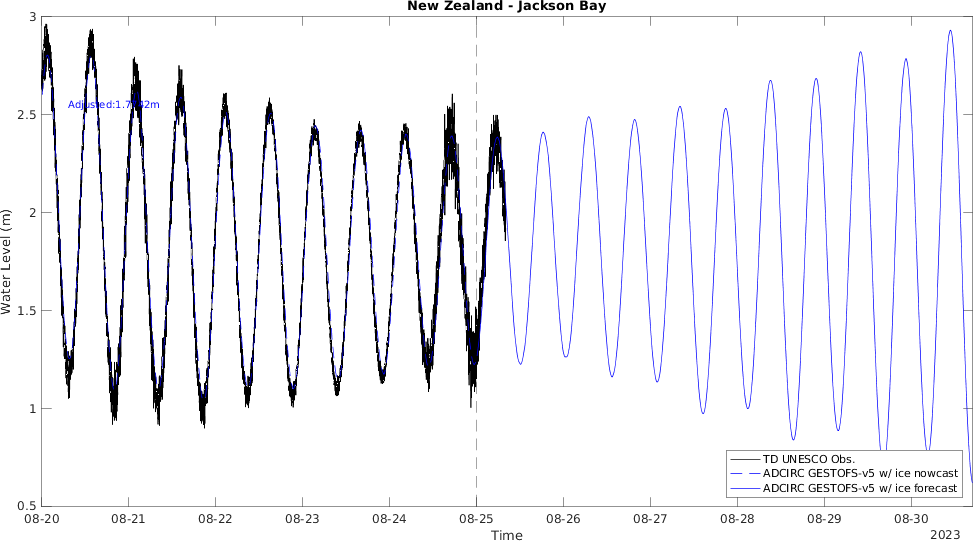 New Zealand - Jackson Bay
3
2.5
2
1.5
1
0.5
Water Level (m)
08-20 08-21 08-22 08-23 08-24 08-25 08-26 08-27 08-28 08-29 08-30
Time
2023
TD UNESCO Obs.
ADCIRC GESTOFS-v5 w/ ice nowcast
ADCIRC GESTOFS-v5 w/ ice forecast